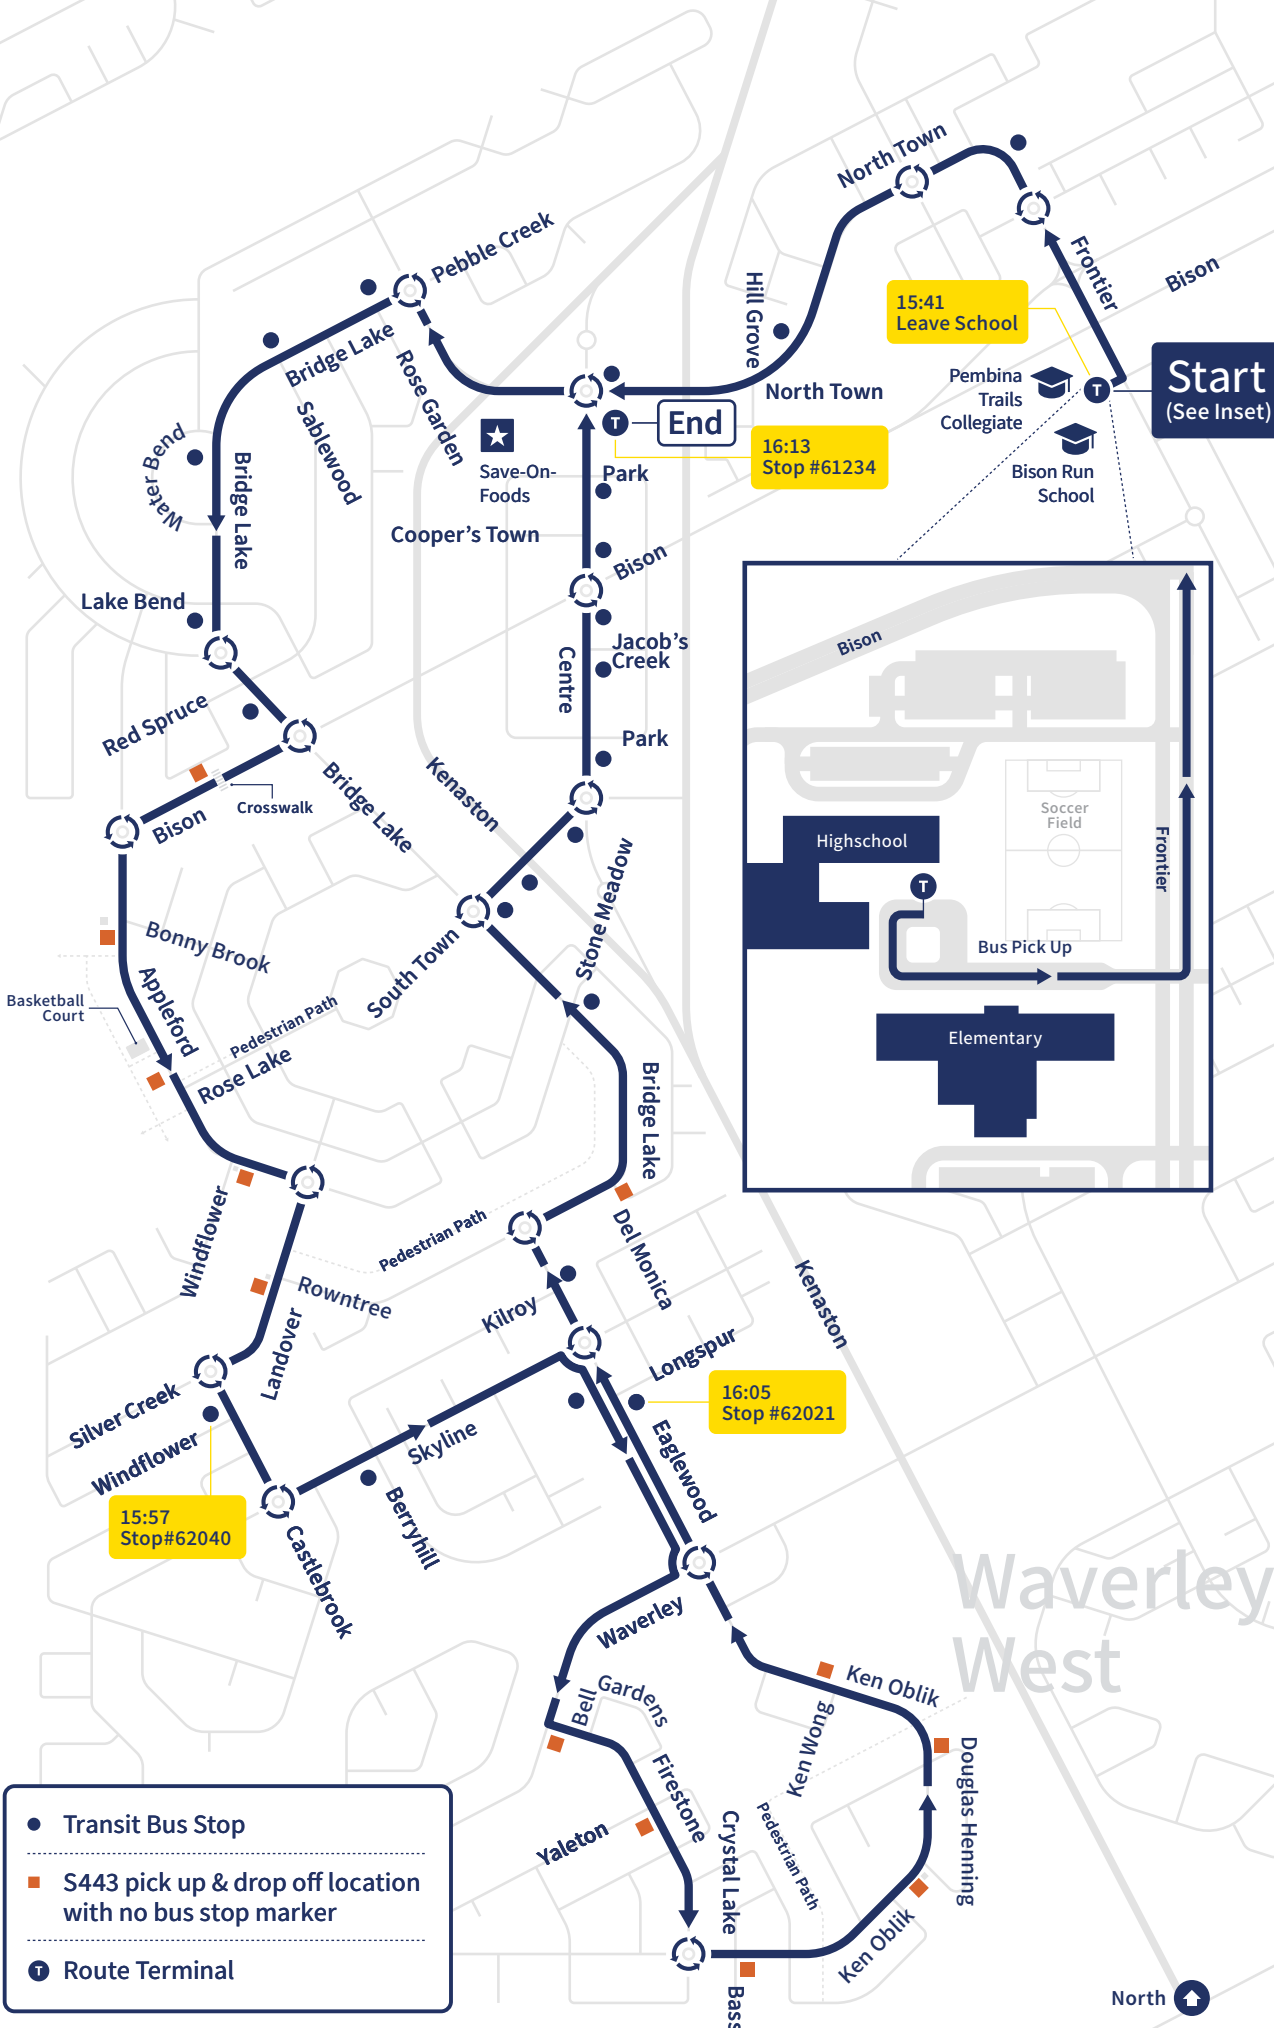 North Town
Pebble Creek
Frontier
Bison
Hill Grove
15:41
Leave School
Start
(See Inset)
Bridge Lake
Rose Garden
Pembina
Trails
Collegiate
North Town
Sablewood
End
16:13
Stop #61234
Water Bend
Bridge Lake
Save-On-
Foods
Park
Bison Run
School
Cooper's Town
Bison
Lake Bend
Jacob's
Creek
Centre
Red Spruce
Park
Kenaston
Bridge Lake
Crosswalk
Bison
Bison
Soccer
Field
Highschool
T
Frontier
Bus Pick Up
Elementary
Stone Meadow
Bonny Brook
South Town
Appleford
Basketball
Court
Pedestrian Path
Rose Lake
Bridge Lake
Windflower
Pedestrian Path
Del Monica
Rowntree
Kilroy
Kenaston
Landover
Longspur
Silver Creek
16:05
Stop #62021
Windflower
Skyline
Eaglewood
15:57
Stop#62040
Berryhill
Castlebrook
Waverley
West
Waverley
Bell
Gardens
Ken Oblik
Ken Wong
Douglas Henning
Firestone
Yaleton
Crystal Lake
Pedestrian Path
Ken Oblik
Bass
T
T
Transit Bus Stop
S443 pick up & drop off location
with no bus stop marker
T Route Terminal
North